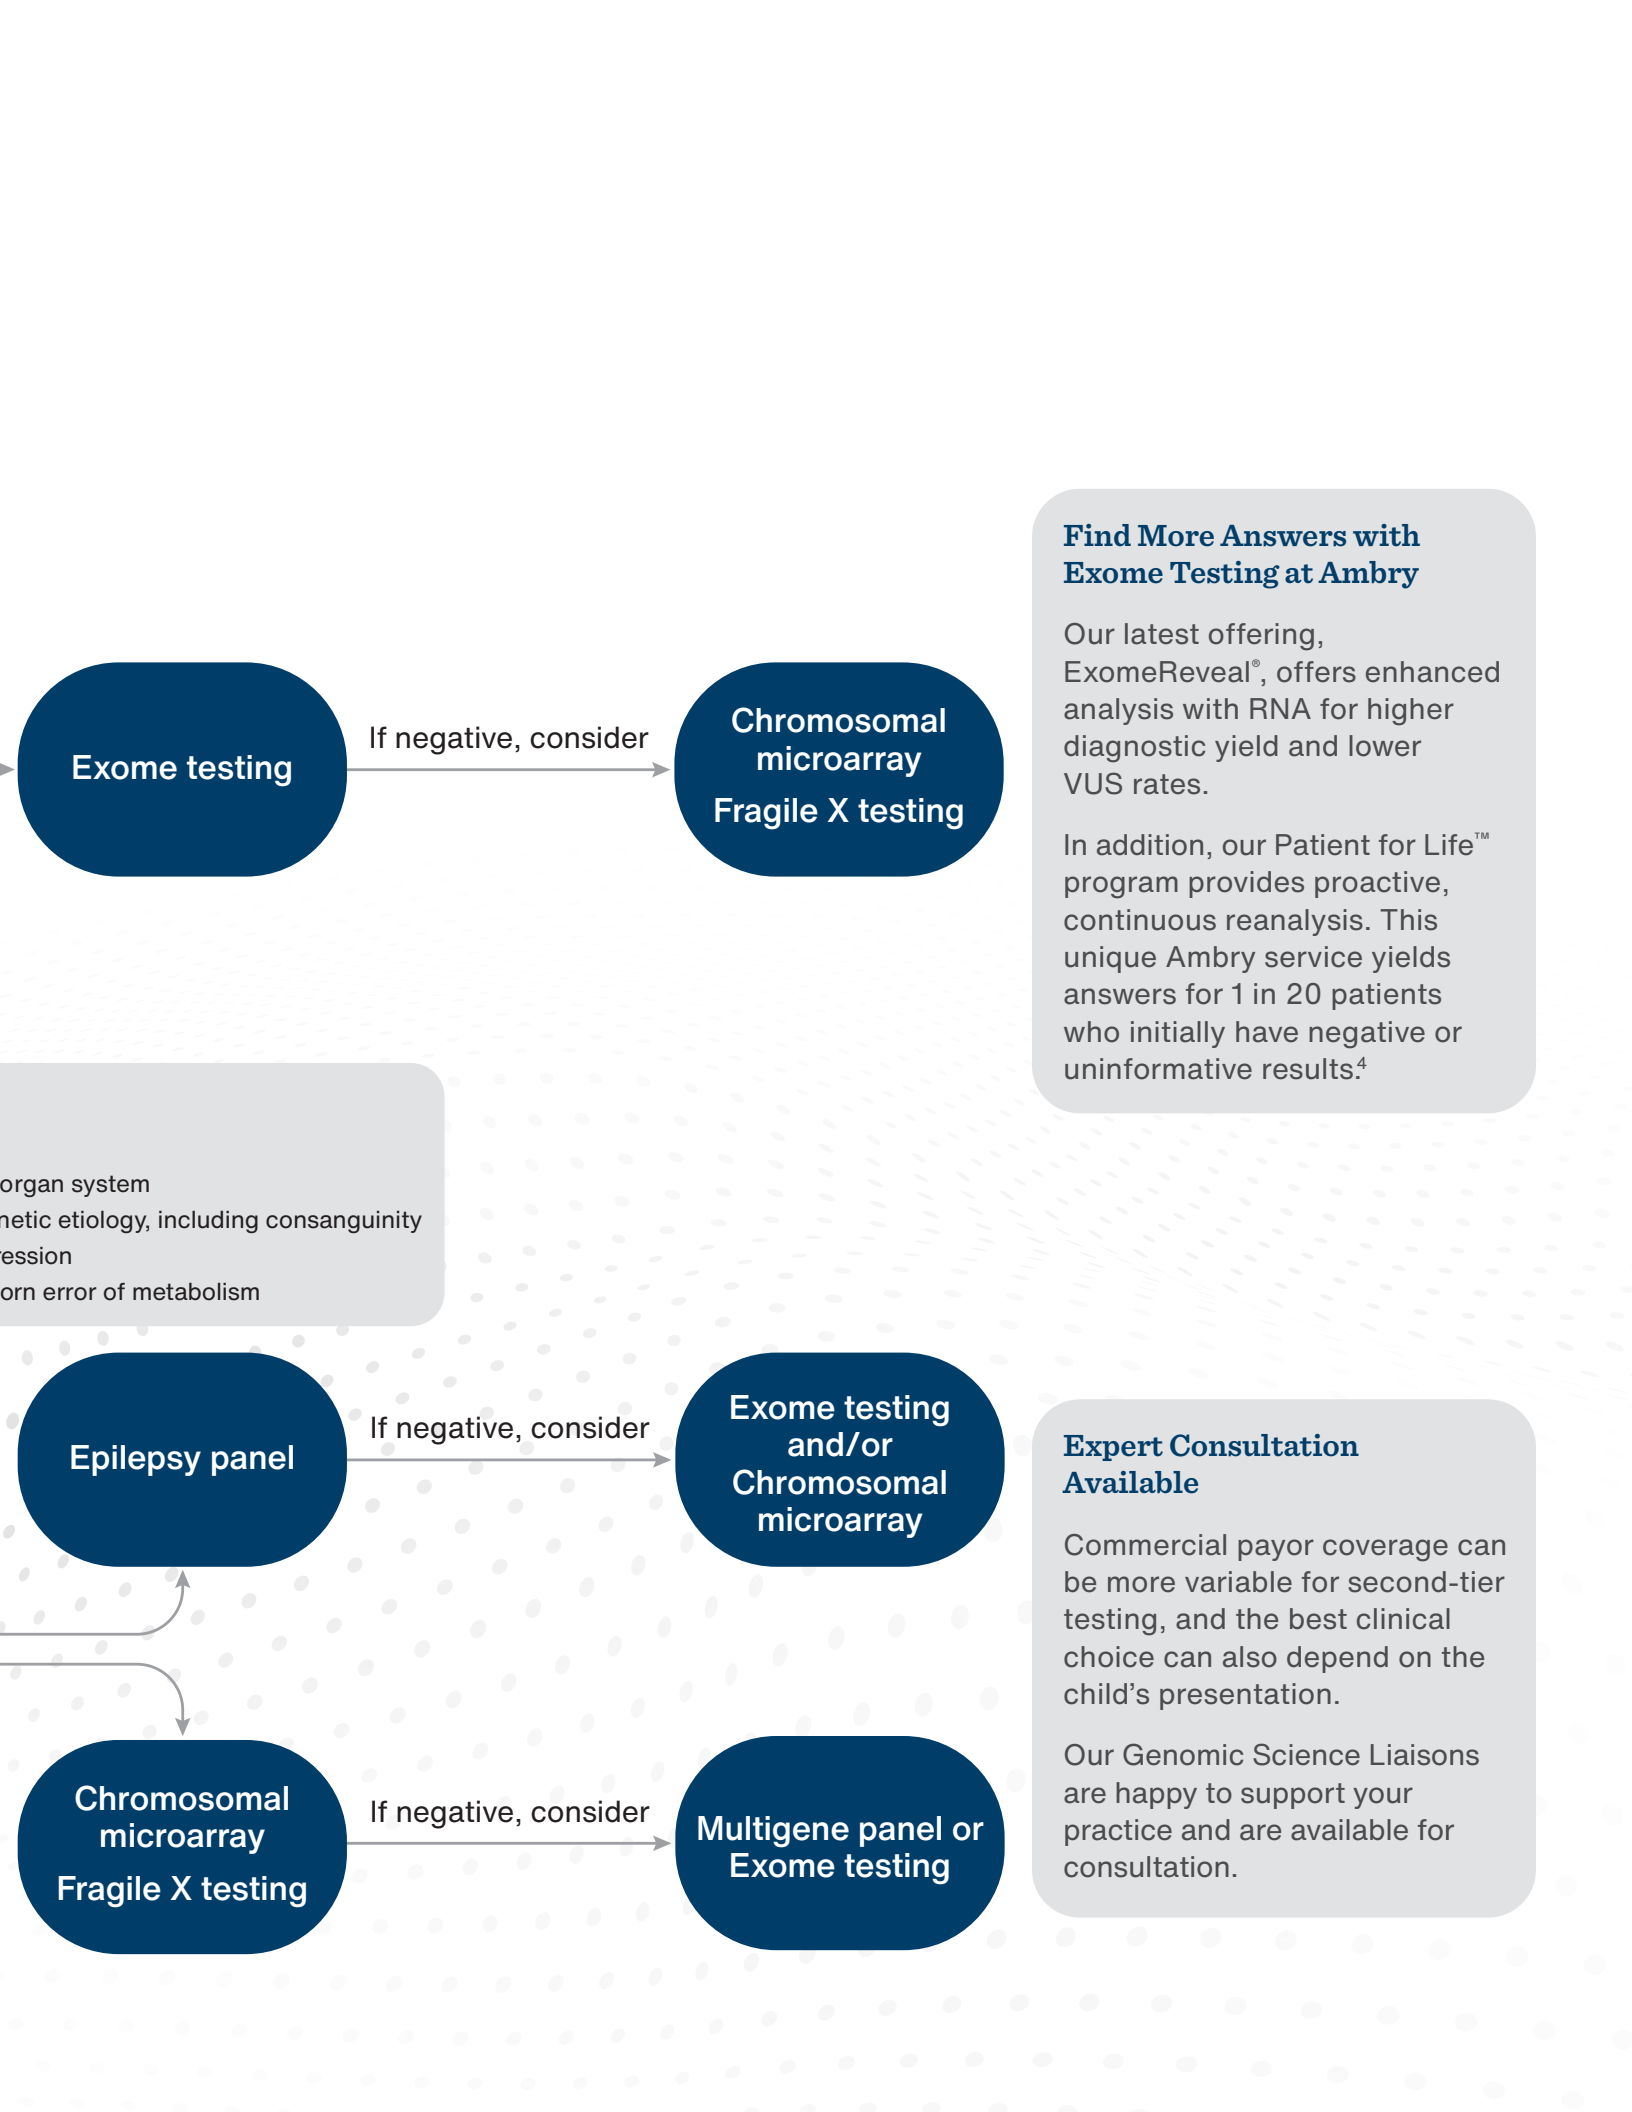 Find More Answers with
Exome Testing at Ambry
Our latest offering,
ExomeReveal®, offers enhanced
analysis with RNA for higher
diagnostic yield and lower
VUS rates.
In addition, our Patient for Life™
program provides proactive,
continuous reanalysis. This
unique Ambry service yields
answers for 1 in 20 patients
who initially have negative or
uninformative results.⁴
Exome testing
If negative, consider
Chromosomal
microarray
Fragile X testing
organ system
netic etiology, including consanguinity
ression
orn error of metabolism
Epilepsy panel
If negative, consider
Exome testing
and/or
Chromosomal
microarray
Expert Consultation
Available
Commercial payor coverage can
be more variable for second-tier
testing, and the best clinical
choice can also depend on the
child’s presentation.
Our Genomic Science Liaisons
are happy to support your
practice and are available for
consultation.
Chromosomal
microarray
Fragile X testing
If negative, consider
Multigene panel or
Exome testing